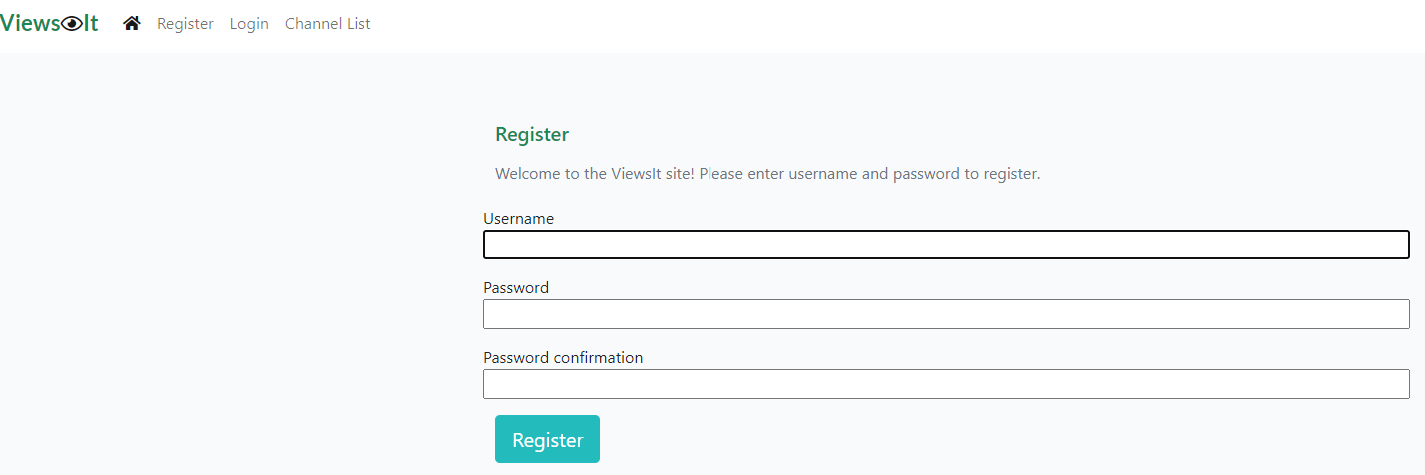 ViewsIt Register Login Channel List
Register
Welcome to the ViewsIt site! Please enter username and password to register.
Username
Password
Password confirmation
Register